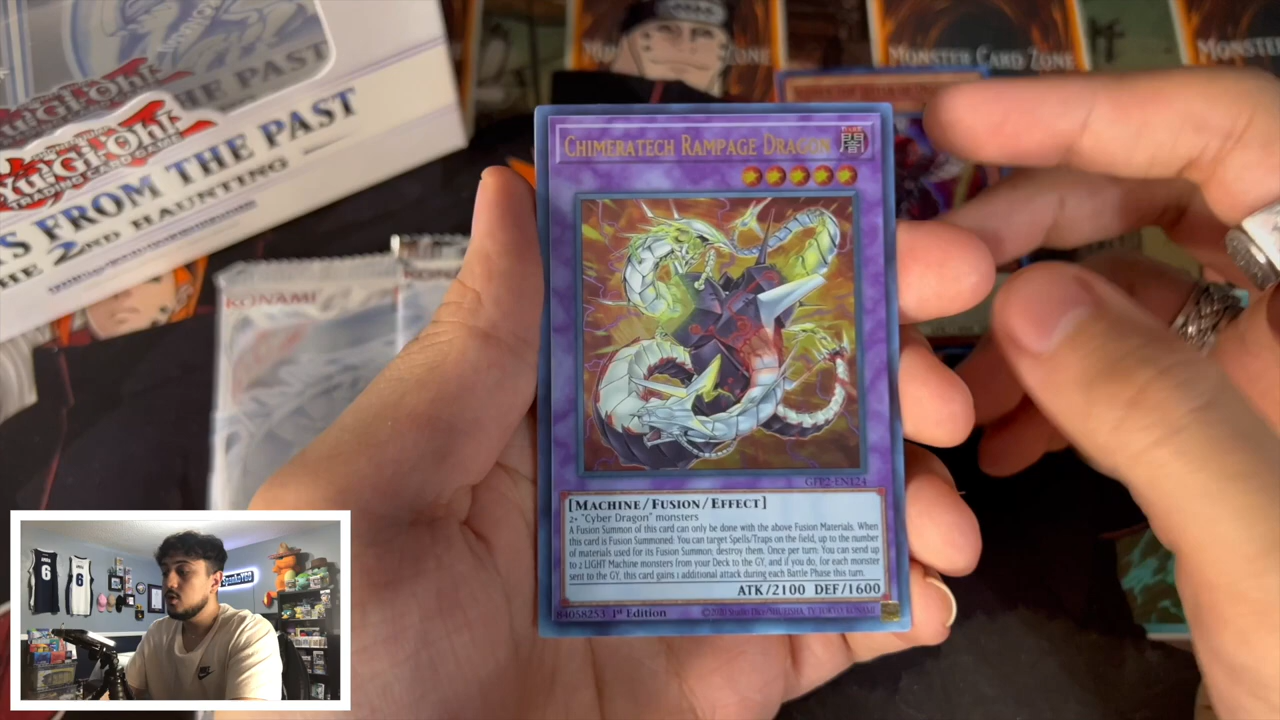 Yu-Gi-Oh!
Yu-Gi-Oh!
TRADING CARD GAME
THE PAST
S FROM THE PAST
THE 2ND HAUNTING
KONAMI
MONSTER CARD ZONE
MONSTER
CHIMERATECH RAMPAGE DRAGON
闇
GFP2-EN124
[MACHINE/FUSION/EFFECT]
2+ "Cyber Dragon" monsters
A Fusion Summon of this card can only be done with the above Fusion Materials. When
this card is Fusion Summoned: You can target Spells/Traps on the field, up to the number
of materials used for its Fusion Summon; destroy them. Once per turn: You can send up
to 2 LIGHT Machine monsters from your Deck to the GY, and if you do, for each monster
sent to the GY, this card gains 1 additional attack during each Battle Phase this turn.
ATK/2100 DEF/1600
84058253 1st Edition
©2020 Studio Dice/SHUEISHA, TV TOKYO, KONAMI
6
6
SpankoYGO